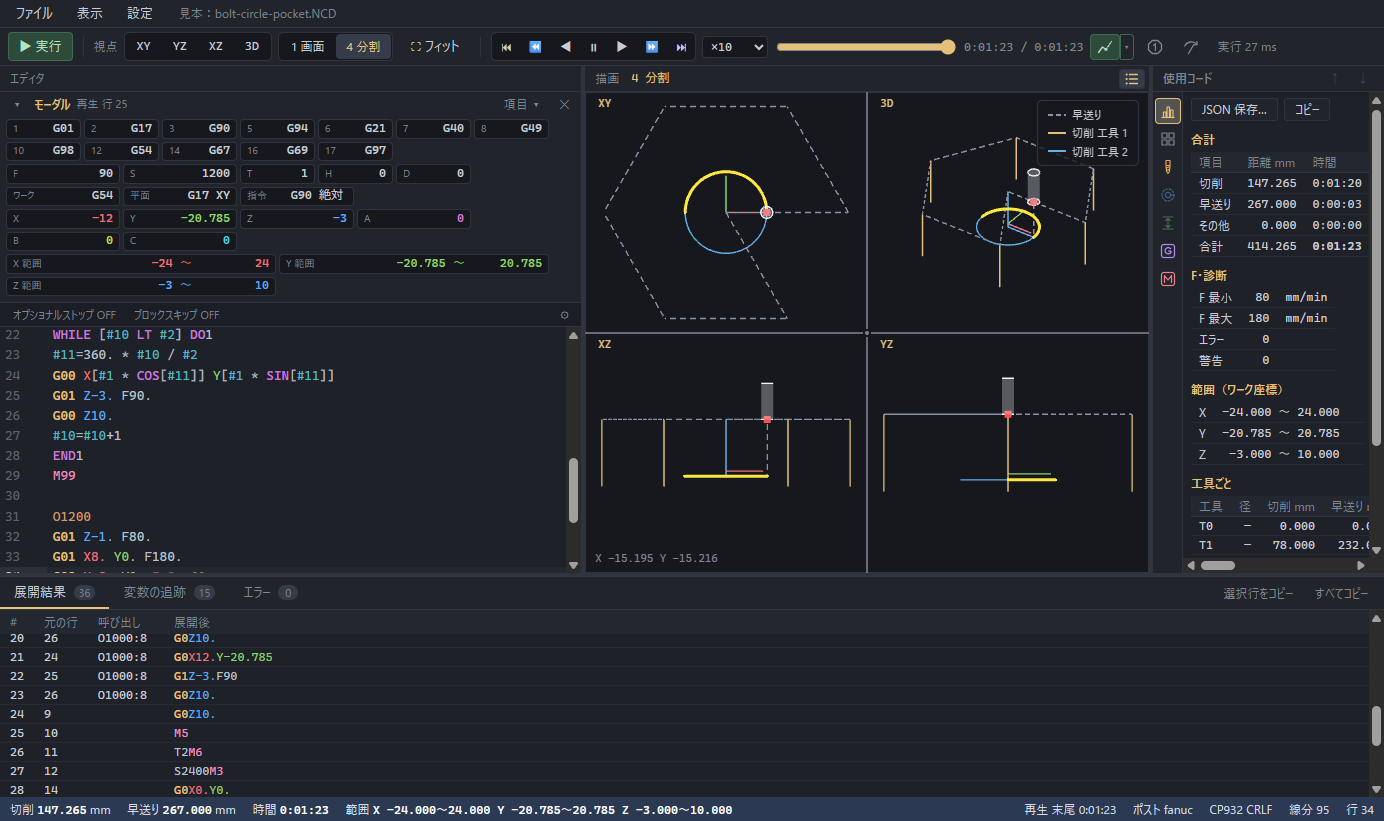 ファイル 表示 設定 見本：bolt-circle-pocket.NCD
実行 視点 XY YZ XZ 3D 1 画面 4 分割 フィット ×10 0:01:23 / 0:01:23 実行 27 ms
エディタ
モーダル 再生 行 25 項目
1 G01 2 G17 3 G90 5 G94 6 G21 7 G40 8 G49
10 G98 12 G54 14 G67 16 G69 17 G97
F 90 S 1200 T 1 H 0 D 0
ワーク G54 平面 G17 XY 指令 G90 絶対
X −12 Y −20.785 Z −3 A 0
B 0 C 0
X 範囲 −24 〜 24 Y 範囲 −20.785 〜 20.785
Z 範囲 −3 〜 10
オプショナルストップ OFF ブロックスキップ OFF
22 WHILE [#10 LT #2] DO1
23 #11=360. * #10 / #2
24 G00 X[#1 * COS[#11]] Y[#1 * SIN[#11]]
25 G01 Z-3. F90.
26 G00 Z10.
27 #10=#10+1
28 END1
29 M99
30
31 O1200
32 G01 Z-1. F80.
33 G01 X8. Y0. F180.
描画 4 分割
XY
3D
早送り
切削 工具 1
切削 工具 2
XZ
YZ
X −15.195 Y −15.216
使用コード ↑ ↓
JSON 保存... コピー
合計
項目 距離 mm 時間
切削 147.265 0:01:20
早送り 267.000 0:00:03
その他 0.000 0:00:00
合計 414.265 0:01:23
F・診断
F 最小 80 mm/min
F 最大 180 mm/min
エラー 0
警告 0
範囲（ワーク座標）
X −24.000 〜 24.000
Y −20.785 〜 20.785
Z −3.000 〜 10.000
工具ごと
工具 径 切削 mm 早送り
T0 — 0.000 0.0
T1 — 78.000 232.0
G
M
展開結果 36 変数の追跡 15 エラー 0 選択行をコピー すべてコピー
# 元の行 呼び出し 展開後
20 26 O1000:8 G0Z10.
21 24 O1000:8 G0X12.Y-20.785
22 25 O1000:8 G1Z-3.F90
23 26 O1000:8 G0Z10.
24 9 G0Z10.
25 10 M5
26 11 T2M6
27 12 S2400M3
28 14 G0X0.Y0.
切削 147.265 mm 早送り 267.000 mm 時間 0:01:23 範囲 X −24.000〜24.000 Y −20.785〜20.785 Z −3.000〜10.000 再生 末尾 0:01:23 ポスト fanuc CP932 CRLF 線分 95 行 34